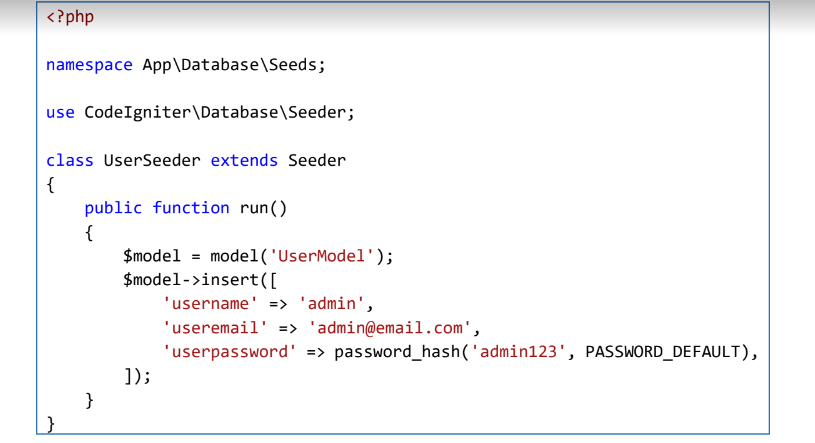 <?php
namespace App\Database\Seeds;
use CodeIgniter\Database\Seeder;
class UserSeeder extends Seeder
{
    public function run()
    {
        $model = model('UserModel');
        $model->insert([
            'username' => 'admin',
            'useremail' => 'admin@email.com',
            'userpassword' => password_hash('admin123', PASSWORD_DEFAULT),
        ]);
    }
}